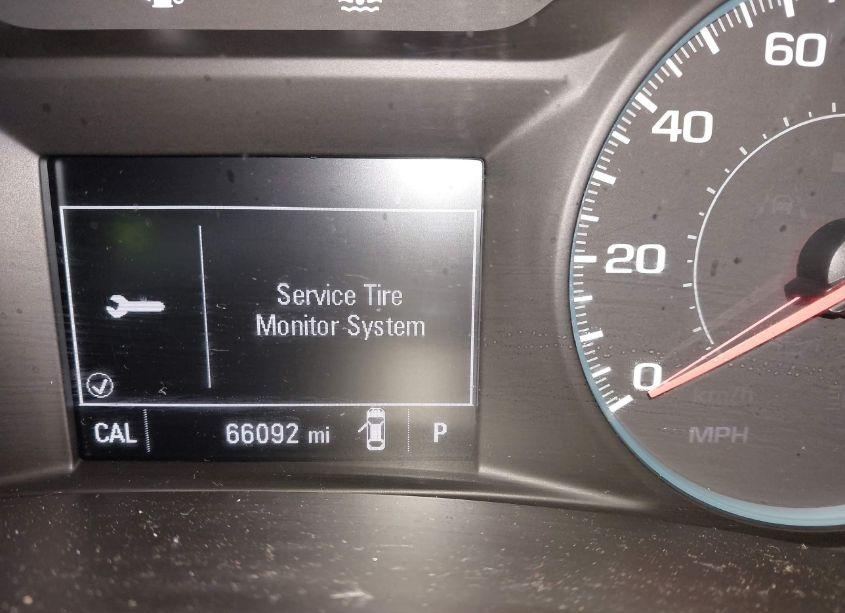 60
40
Service Tire
Monitor System
20
0
km/h
CAL 66092 mi P
MPH